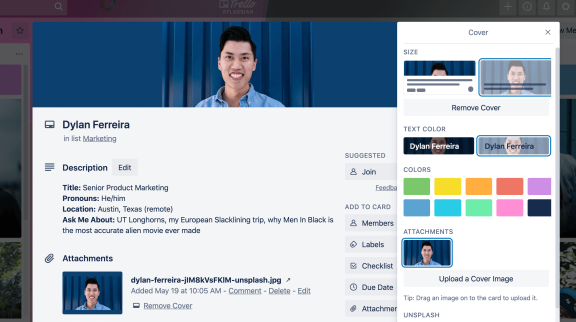 Trello
Cover
SIZE
Remove Cover
Dylan Ferreira
in list Marketing
TEXT COLOR
Dylan Ferreira
Dylan Ferreira
Description
Edit
SUGGESTED
Join
COLORS
Title: Senior Product Marketing
Pronouns: He/him
Location: Austin, Texas (remote)
Ask Me About: UT Longhorns, my European Slacklining trip, why Men In Black is
the most accurate alien movie ever made
ADD TO CARD
Members
Labels
Checklist
Due Date
ATTACHMENTS
Attachments
dylan-ferreira-jIM8kVsFKIM-unsplash.jpg
Added May 19 at 10:05 AM - Comment - Delete - Edit
Remove Cover
Upload a Cover Image
Tip: Drag an image on to the card to upload it.
UNSPLASH